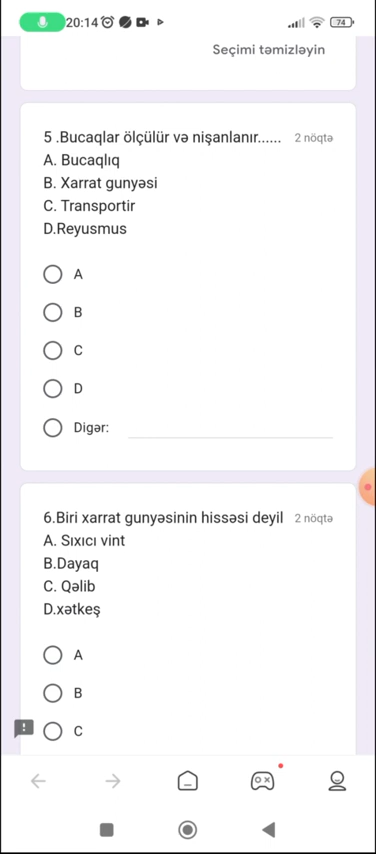 20:14
74
Seçimi təmizləyin
5 .Bucaqlar ölçülür və nişanlanır...... 2 nöqtə
A. Bucaqlıq
B. Xarrat gunyəsi
C. Transportir
D.Reyusmus
A
B
C
D
Digər:
6.Biri xarrat gunyəsinin hissəsi deyil 2 nöqtə
A. Sıxıcı vint
B.Dayaq
C. Qəlib
D.xətkeş
A
B
C